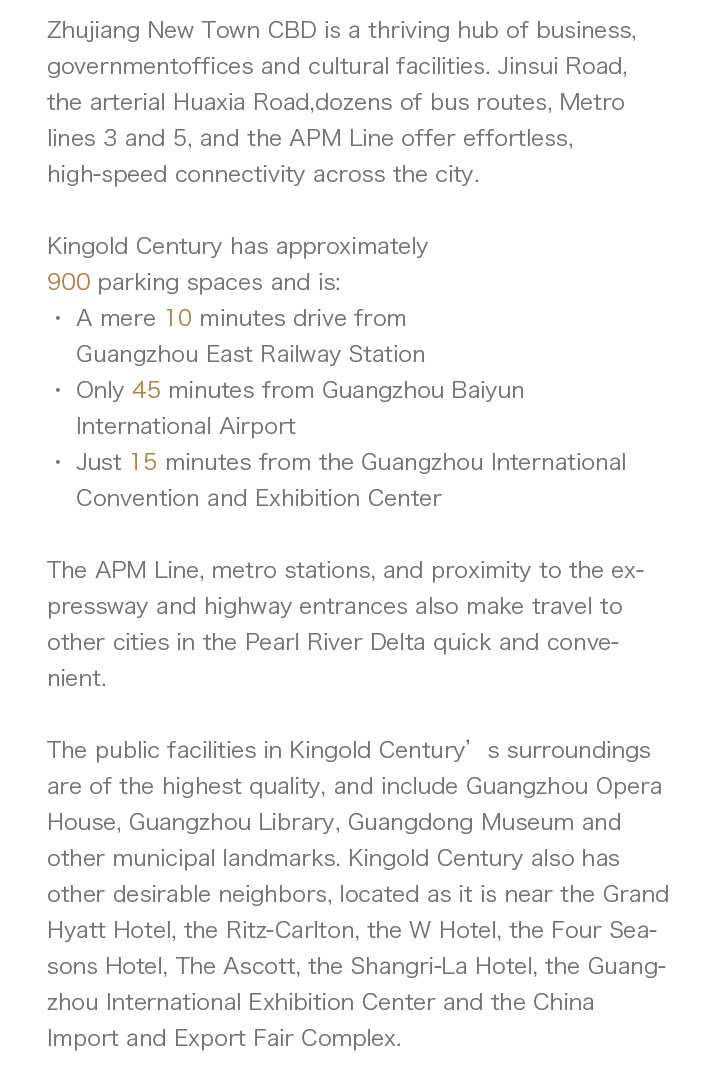 Zhujiang New Town CBD is a thriving hub of business,
governmentoffices and cultural facilities. Jinsui Road,
the arterial Huaxia Road,dozens of bus routes, Metro
lines 3 and 5, and the APM Line offer effortless,
high-speed connectivity across the city.

Kingold Century has approximately
900 parking spaces and is:
・ A mere 10 minutes drive from
Guangzhou East Railway Station
・ Only 45 minutes from Guangzhou Baiyun
International Airport
・ Just 15 minutes from the Guangzhou International
Convention and Exhibition Center

The APM Line, metro stations, and proximity to the ex-
pressway and highway entrances also make travel to
other cities in the Pearl River Delta quick and conve-
nient.

The public facilities in Kingold Century’ s surroundings
are of the highest quality, and include Guangzhou Opera
House, Guangzhou Library, Guangdong Museum and
other municipal landmarks. Kingold Century also has
other desirable neighbors, located as it is near the Grand
Hyatt Hotel, the Ritz-Carlton, the W Hotel, the Four Sea-
sons Hotel, The Ascott, the Shangri-La Hotel, the Guang-
zhou International Exhibition Center and the China
Import and Export Fair Complex.